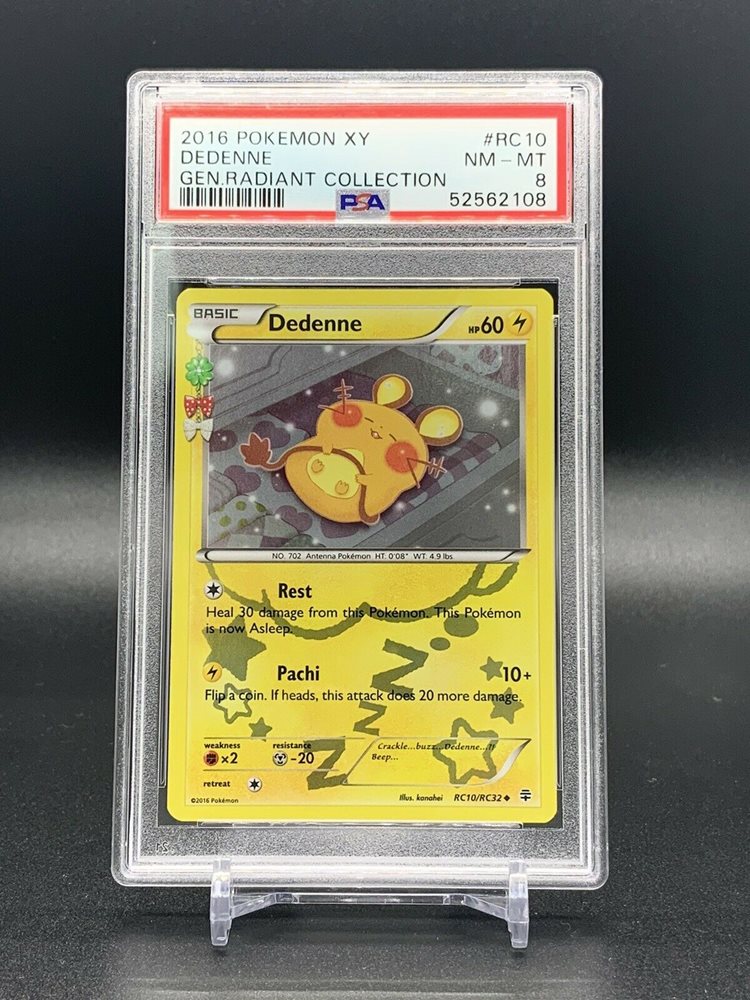 2016 POKEMON XY #RC10
DEDENNE NM - MT
GEN.RADIANT COLLECTION 8
PSA 52562108
BASIC Dedenne HP60
NO. 702 Antenna Pokémon HT. 0'08" WT. 4.9 lbs
Rest
Heal 30 damage from this Pokémon. This Pokémon
is now Asleep.
Pachi 10+
Flip a coin. If heads, this attack does 20 more damage.
weakness resistance
×2 -20
Crackle...buzz...Dedenne...?!
Beep...
retreat
©2016 Pokémon Illus. kanahei RC10/RC32